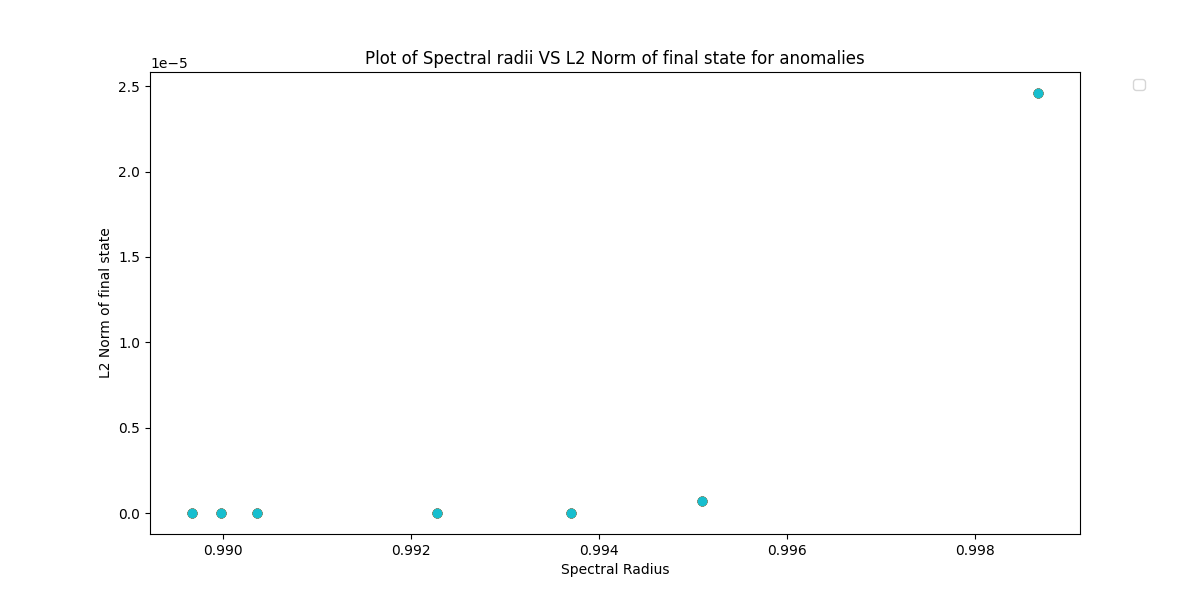 Plot of Spectral radii VS L2 Norm of final state for anomalies
1e−5
2.5
2.0
1.5
1.0
0.5
0.0
L2 Norm of final state
0.990 0.992 0.994 0.996 0.998
Spectral Radius